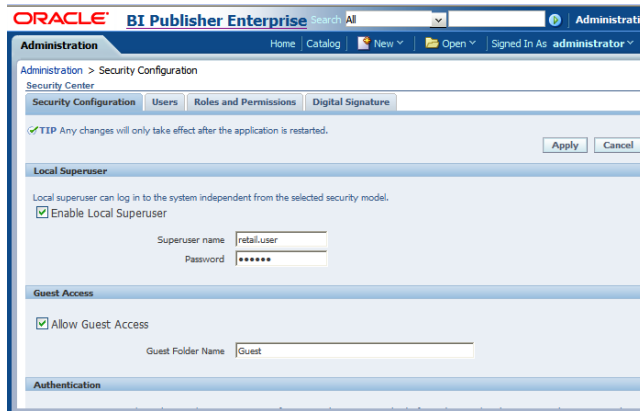 ORACLE BI Publisher Enterprise Search All Administrati
Administration Home Catalog New Open Signed In As administrator
Administration > Security Configuration
Security Center
Security Configuration Users Roles and Permissions Digital Signature
TIP Any changes will only take effect after the application is restarted.
Apply Cancel
Local Superuser
Local superuser can log in to the system independent from the selected security model.
Enable Local Superuser
Superuser name retail.user
Password ••••••
Guest Access
Allow Guest Access
Guest Folder Name Guest
Authentication